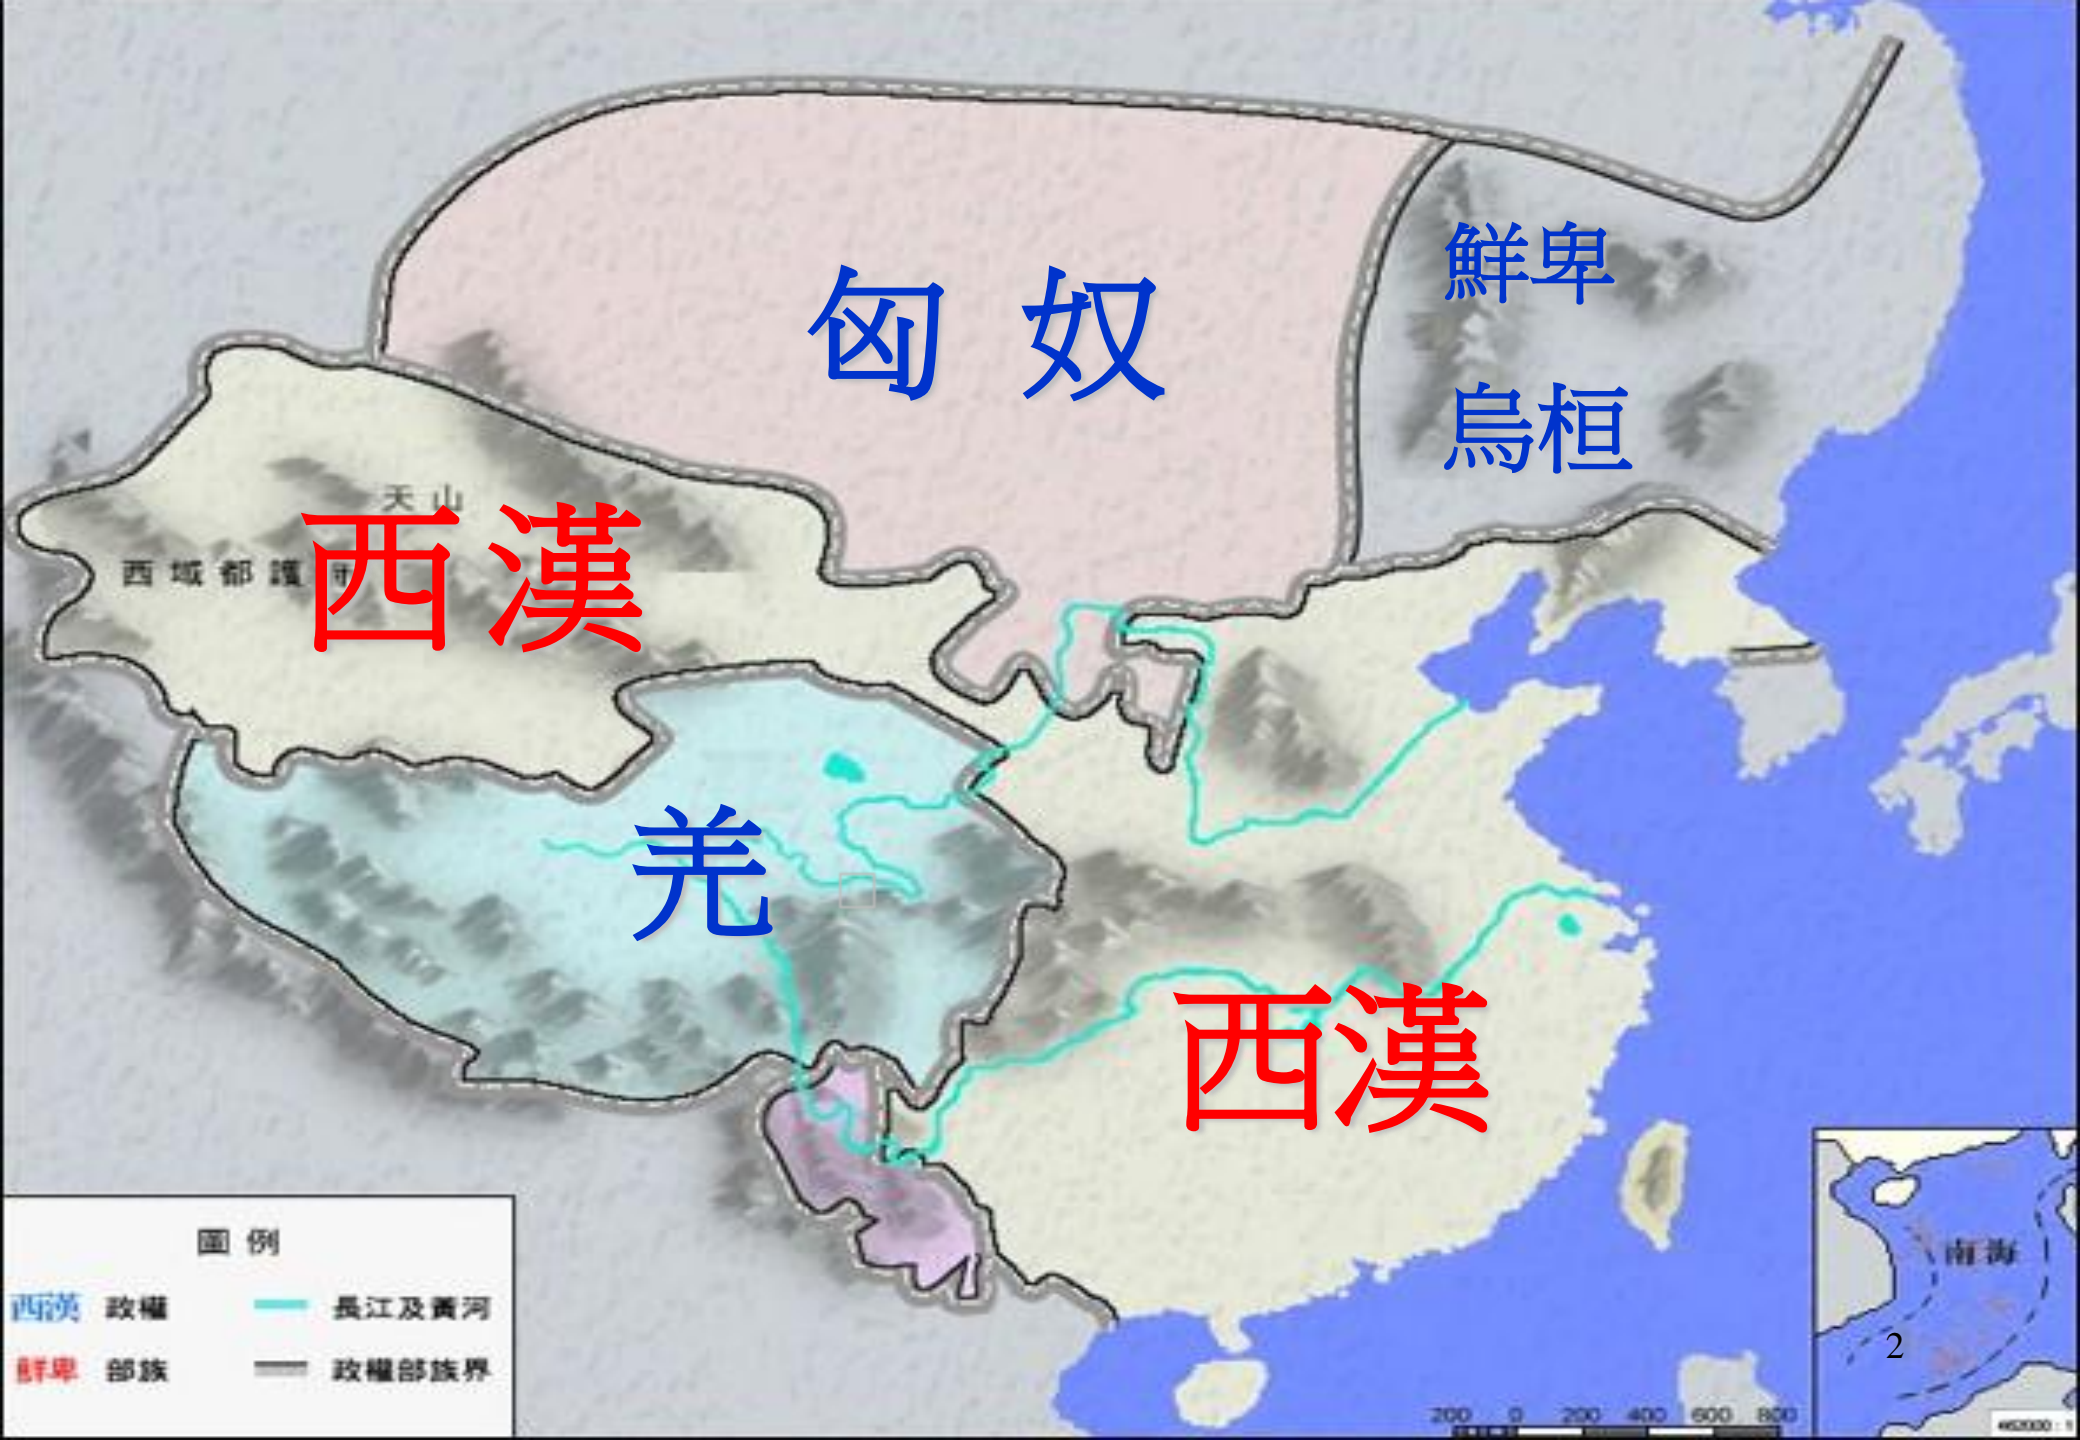 匈 奴
鮮卑
烏桓
天 山
西域都護府
西漢
羌
西漢
圖 例
西漢 政權 長江及黃河
鮮卑 部族 政權部族界
南海
2
200 0 200 400 600 800